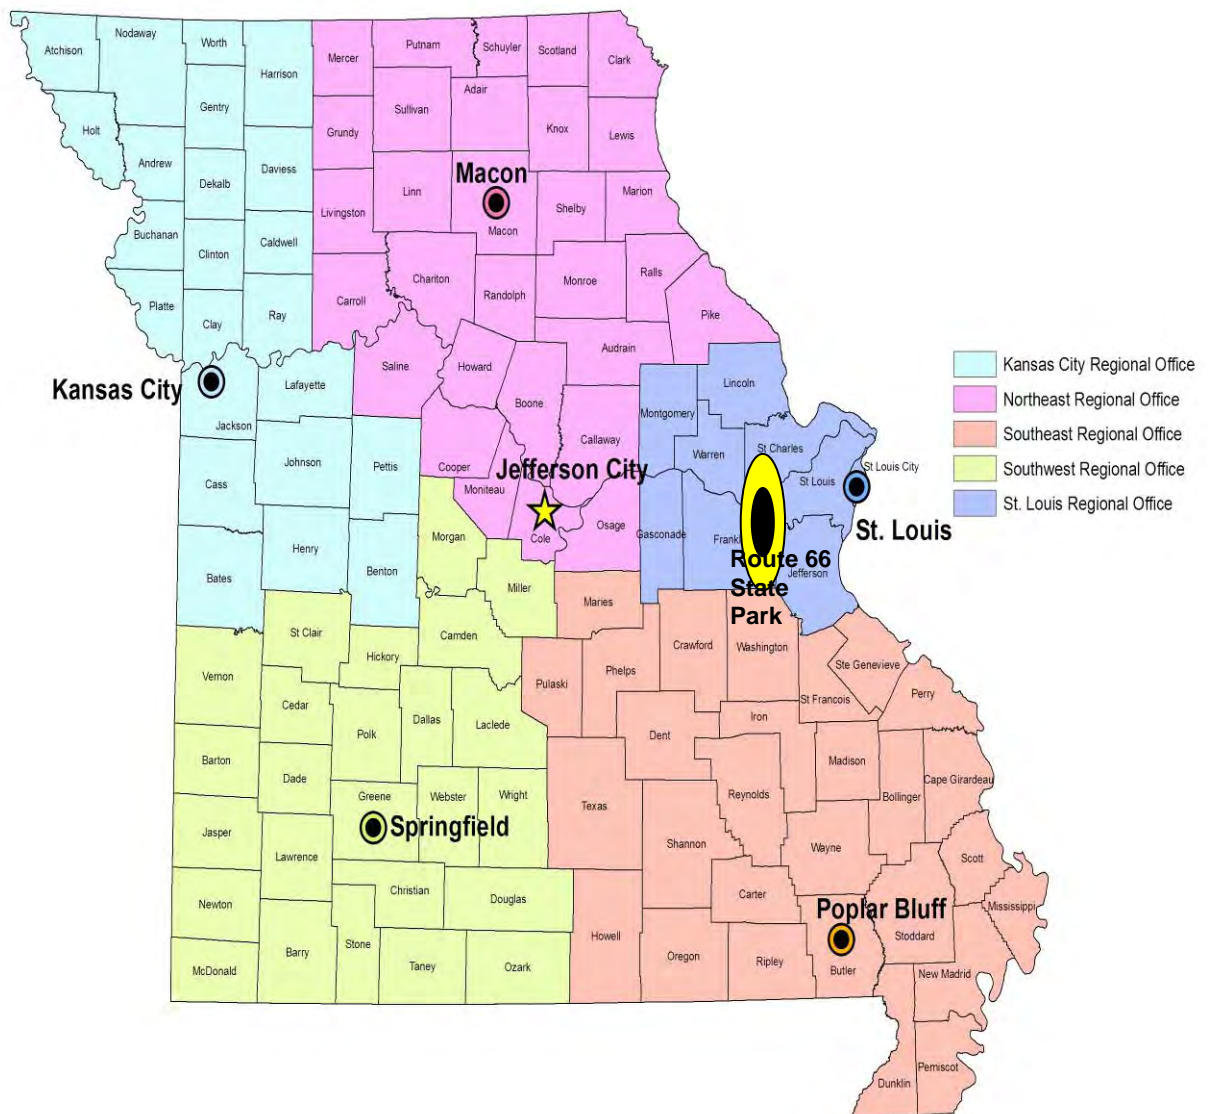 Atchison
Nodaway
Worth
Harrison
Mercer
Putnam
Schuyler
Scotland
Clark
Holt
Gentry
Sullivan
Adair
Knox
Lewis
Andrew
Dekalb
Daviess
Grundy
Linn
Macon
Macon
Shelby
Marion
Buchanan
Clinton
Caldwell
Livingston
Chariton
Randolph
Monroe
Ralls
Platte
Clay
Ray
Carroll
Audrain
Pike
Kansas City
Jackson
Lafayette
Saline
Howard
Boone
Callaway
Montgomery
Lincoln
Warren
St Charles
St Louis
St Louis City
St. Louis
Cass
Johnson
Pettis
Cooper
Moniteau
Jefferson City
Cole
Osage
Gasconade
Frankl
Route 66
State
Park
Jefferson
Bates
Henry
Benton
Morgan
Miller
Maries
Vernon
St Clair
Hickory
Camden
Pulaski
Phelps
Crawford
Washington
Ste Genevieve
St Francois
Perry
Cedar
Polk
Dallas
Laclede
Dent
Iron
Madison
Bollinger
Cape Girardeau
Barton
Dade
Greene
Webster
Wright
Texas
Reynolds
Shannon
Wayne
Scott
Jasper
Springfield
Lawrence
Christian
Douglas
Howell
Carter
Poplar Bluff
Butler
Stoddard
Mississippi
Newton
Barry
Stone
Taney
Ozark
Oregon
Ripley
New Madrid
McDonald
Dunklin
Pemiscot
Kansas City Regional Office
Northeast Regional Office
Southeast Regional Office
Southwest Regional Office
St. Louis Regional Office